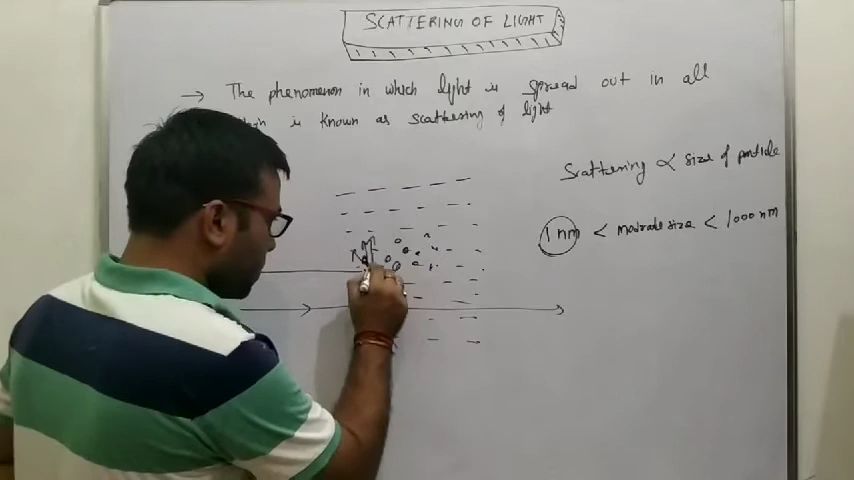 SCATTERING OF LIGHT
→ The phenomenon in which light is spread out in all
is known as scattering of light
Scattering ∝ size of particle
1 nm < moderate size < 1000 nm